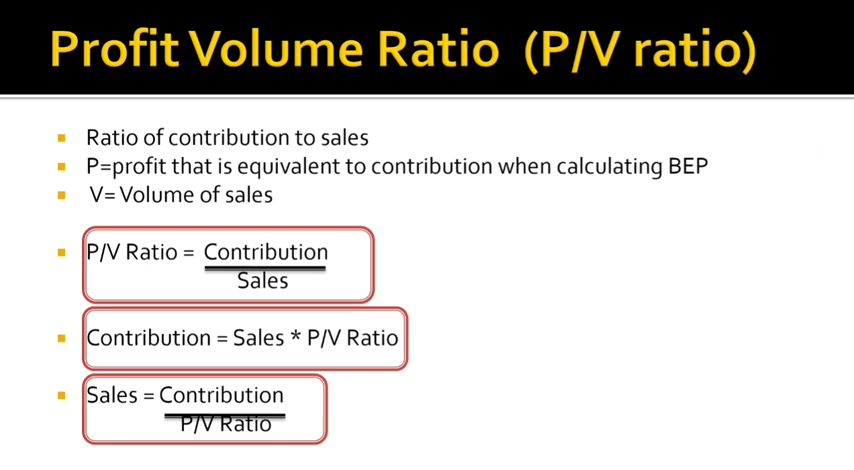 Profit Volume Ratio (P/V ratio)
Ratio of contribution to sales
P=profit that is equivalent to contribution when calculating BEP
V= Volume of sales
P/V Ratio = Contribution
Sales
Contribution = Sales * P/V Ratio
Sales = Contribution
P/V Ratio